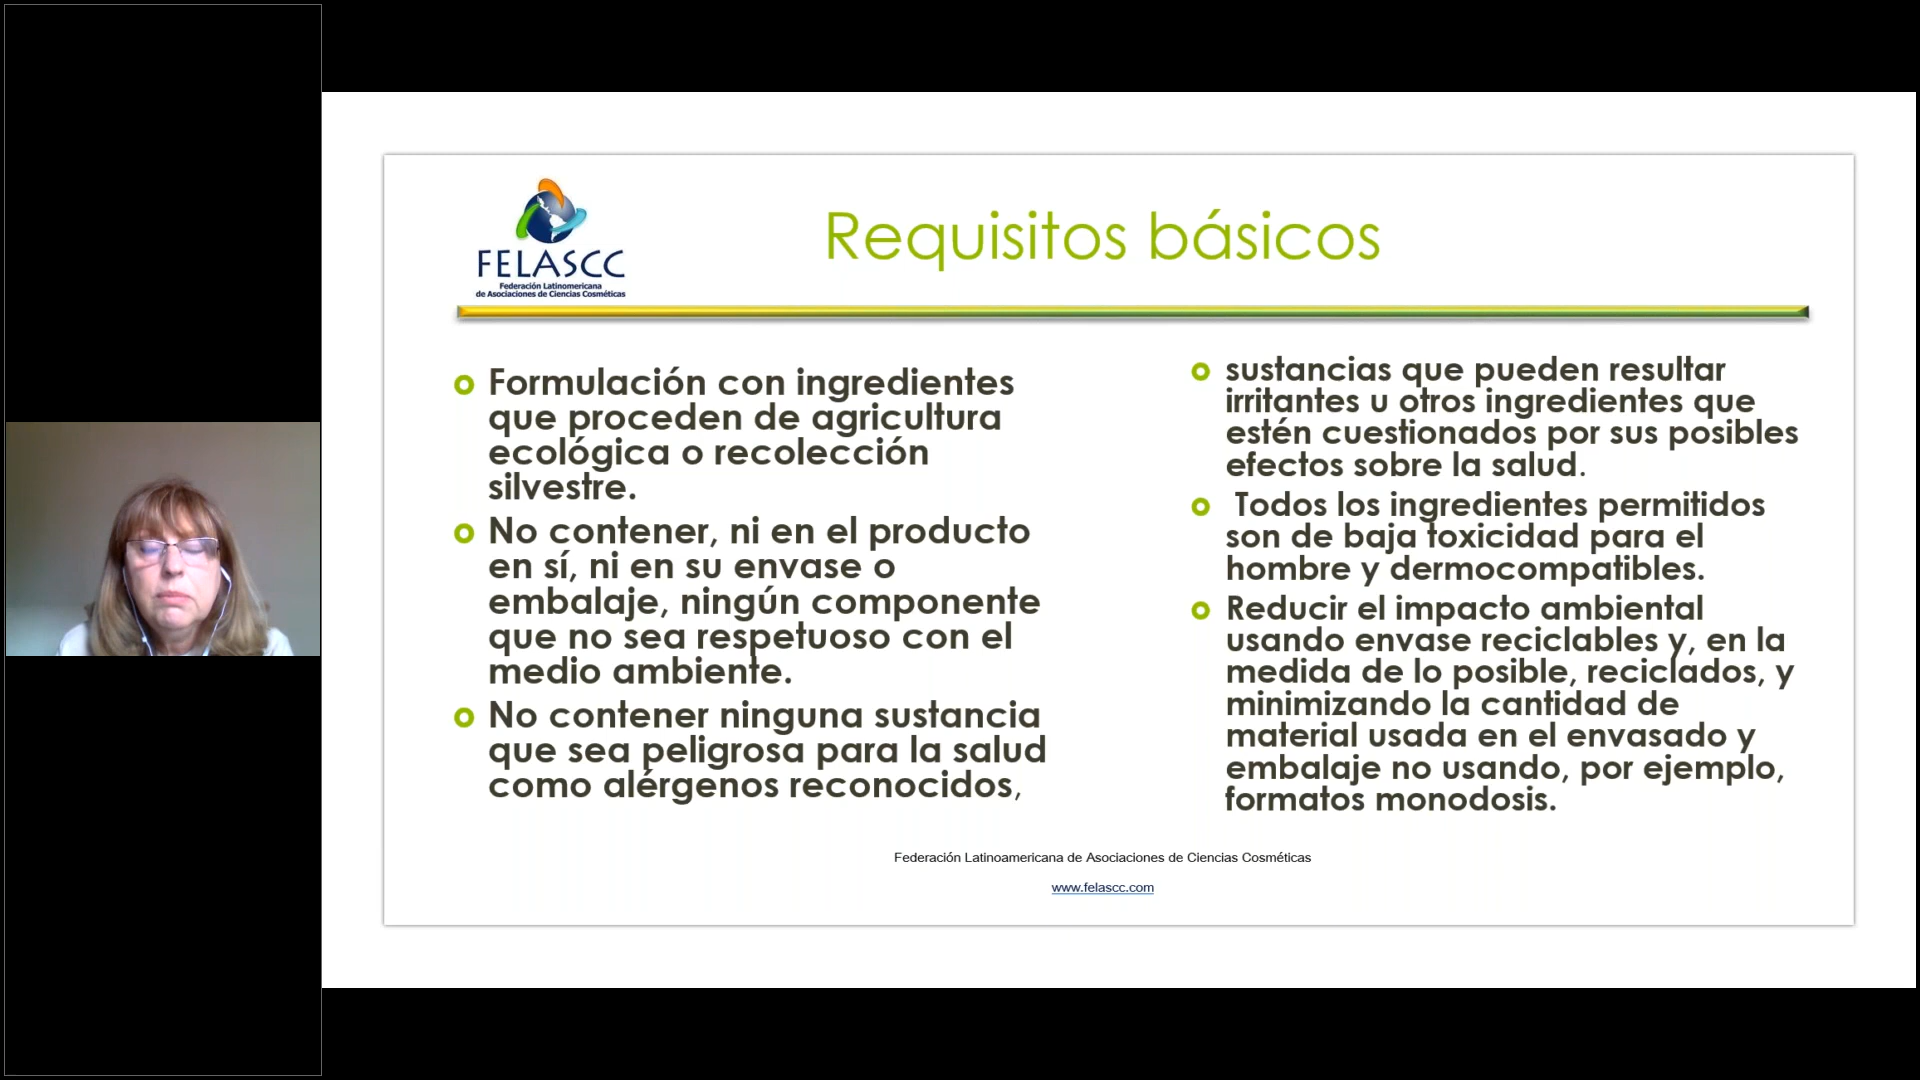 FELASCC
Federación Latinomericana
de Asociaciones de Ciencias Cosméticas
Requisitos básicos
Formulación con ingredientes
que proceden de agricultura
ecológica o recolección
silvestre.
No contener, ni en el producto
en sí, ni en su envase o
embalaje, ningún componente
que no sea respetuoso con el
medio ambiente.
No contener ninguna sustancia
que sea peligrosa para la salud
como alérgenos reconocidos,
sustancias que pueden resultar
irritantes u otros ingredientes que
estén cuestionados por sus posibles
efectos sobre la salud.
Todos los ingredientes permitidos
son de baja toxicidad para el
hombre y dermocompatibles.
Reducir el impacto ambiental
usando envase reciclables y, en la
medida de lo posible, reciclados, y
minimizando la cantidad de
material usada en el envasado y
embalaje no usando, por ejemplo,
formatos monodosis.
Federación Latinoamericana de Asociaciones de Ciencias Cosméticas
www.felascc.com